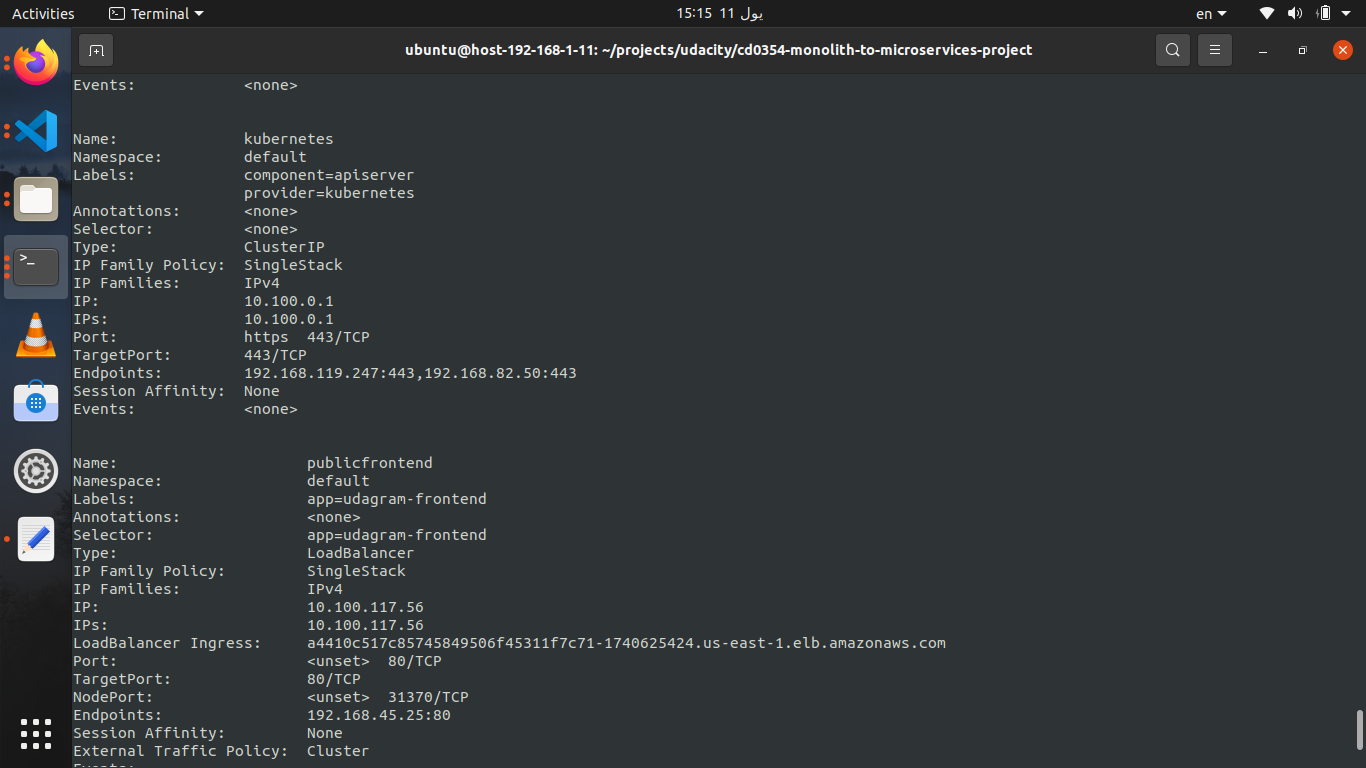 Activities
Terminal
15:15 11 يول
en
ubuntu@host-192-168-1-11: ~/projects/udacity/cd0354-monolith-to-microservices-project
Events: <none>
Name: kubernetes
Namespace: default
Labels: component=apiserver
provider=kubernetes
Annotations: <none>
Selector: <none>
Type: ClusterIP
IP Family Policy: SingleStack
IP Families: IPv4
IP: 10.100.0.1
IPs: 10.100.0.1
Port: https 443/TCP
TargetPort: 443/TCP
Endpoints: 192.168.119.247:443,192.168.82.50:443
Session Affinity: None
Events: <none>
Name: publicfrontend
Namespace: default
Labels: app=udagram-frontend
Annotations: <none>
Selector: app=udagram-frontend
Type: LoadBalancer
IP Family Policy: SingleStack
IP Families: IPv4
IP: 10.100.117.56
IPs: 10.100.117.56
LoadBalancer Ingress: a4410c517c85745849506f45311f7c71-1740625424.us-east-1.elb.amazonaws.com
Port: <unset> 80/TCP
TargetPort: 80/TCP
NodePort: <unset> 31370/TCP
Endpoints: 192.168.45.25:80
Session Affinity: None
External Traffic Policy: Cluster